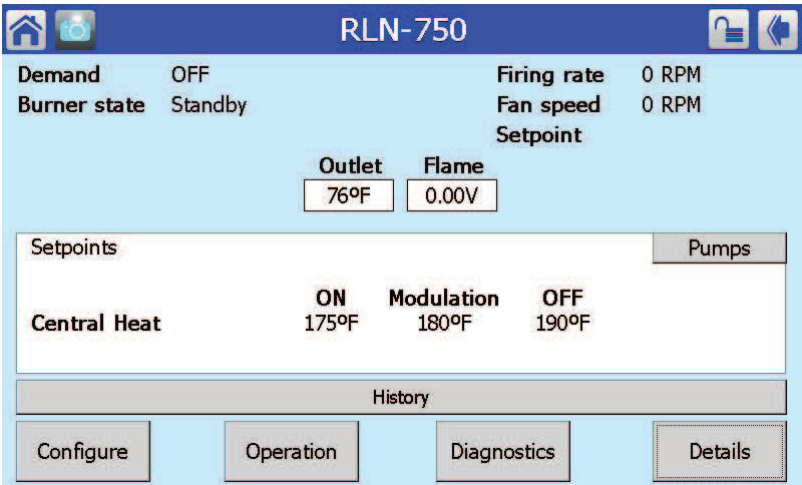 RLN-750
Demand OFF Firing rate 0 RPM
Burner state Standby Fan speed 0 RPM
Setpoint
Outlet Flame
76ºF 0.00V
Setpoints Pumps
ON Modulation OFF
Central Heat 175ºF 180ºF 190ºF
History
Configure Operation Diagnostics Details